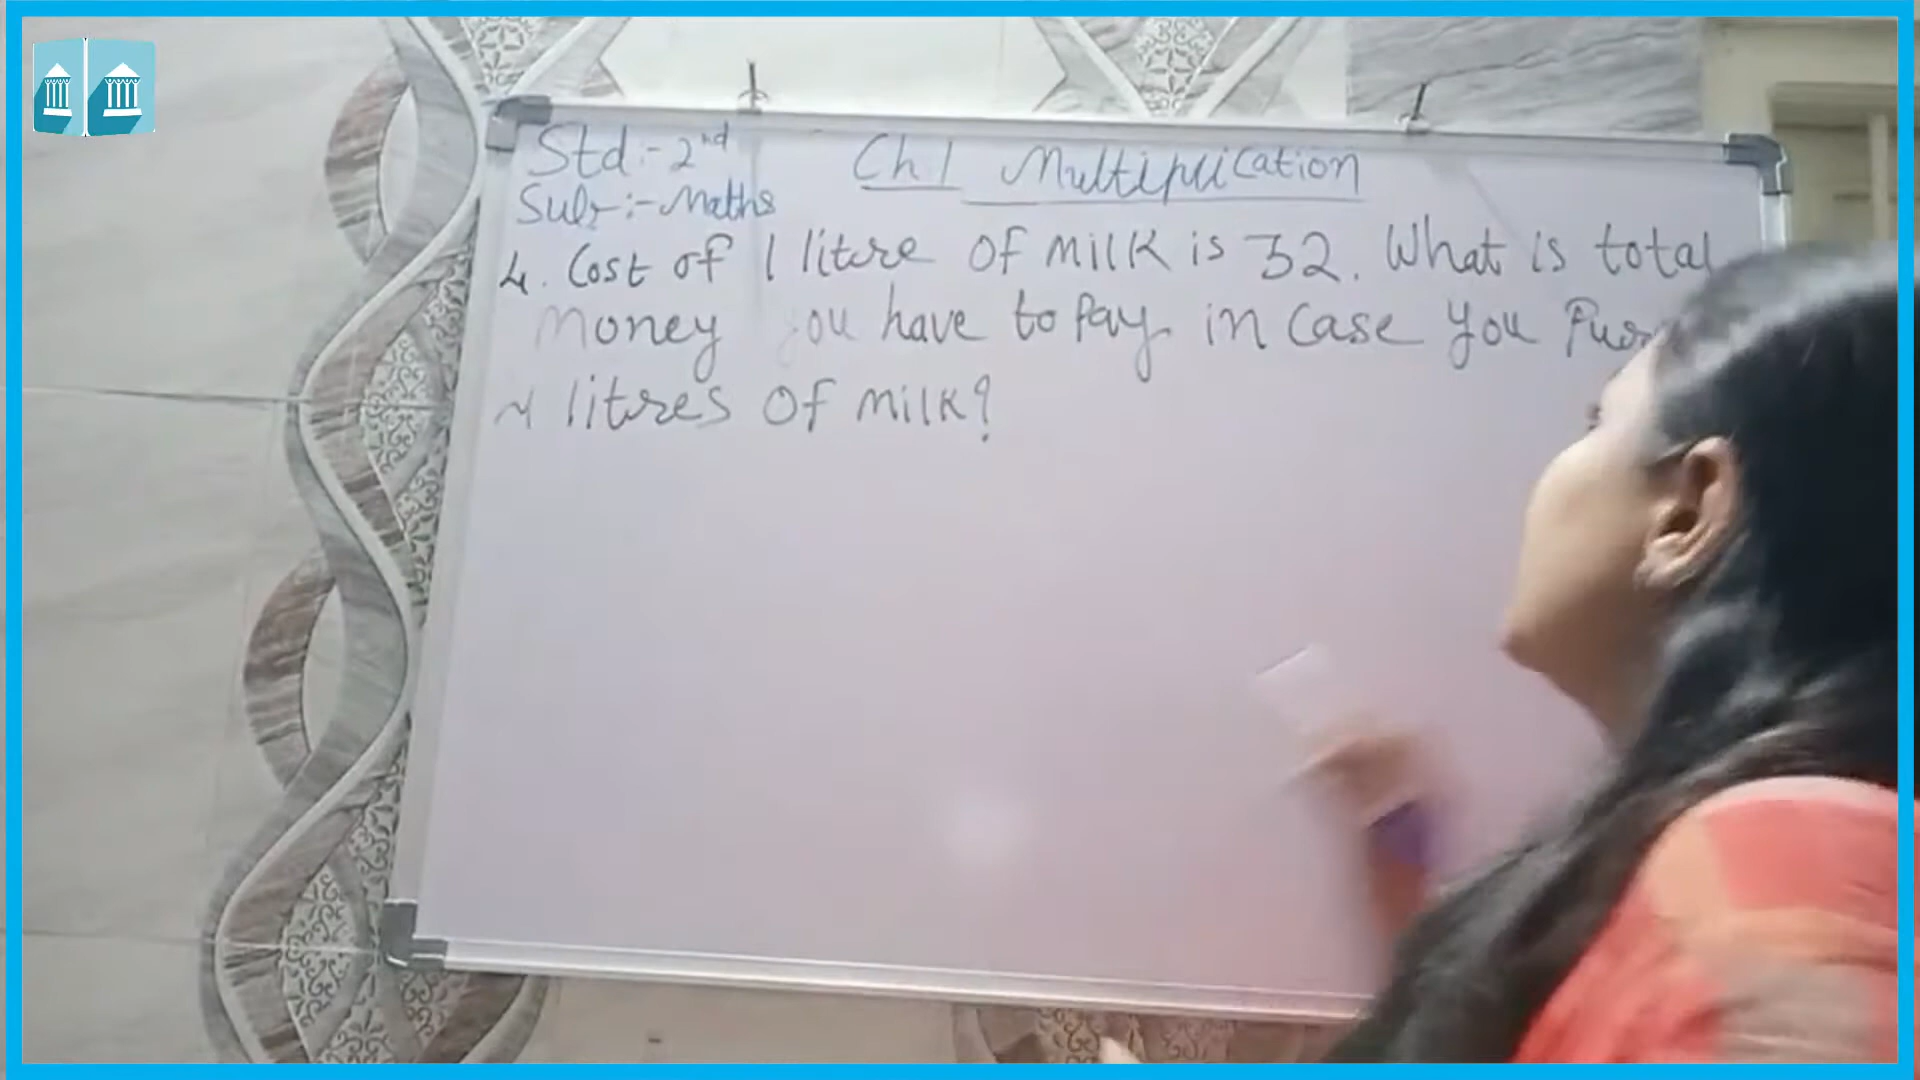 Std :- 2nd
Ch.1 Multiplication
Sub :- Maths
4. Cost of 1 litre of milk is 32. What is total
money you have to Pay in Case you
litres of milk?